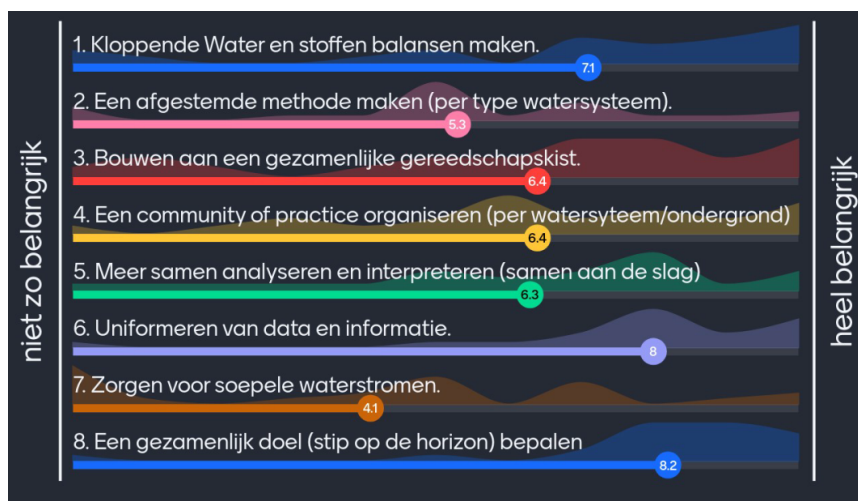 niet zo belangrijk
1. Kloppende Water en stoffen balansen maken.
7.1
2. Een afgestemde methode maken (per type watersysteem).
5.3
3. Bouwen aan een gezamenlijke gereedschapskist.
6.4
4. Een community of practice organiseren (per watersyteem/ondergrond)
6.4
5. Meer samen analyseren en interpreteren (samen aan de slag)
6.3
6. Uniformeren van data en informatie.
8
7. Zorgen voor soepele waterstromen.
4.1
8. Een gezamenlijk doel (stip op de horizon) bepalen
8.2
heel belangrijk